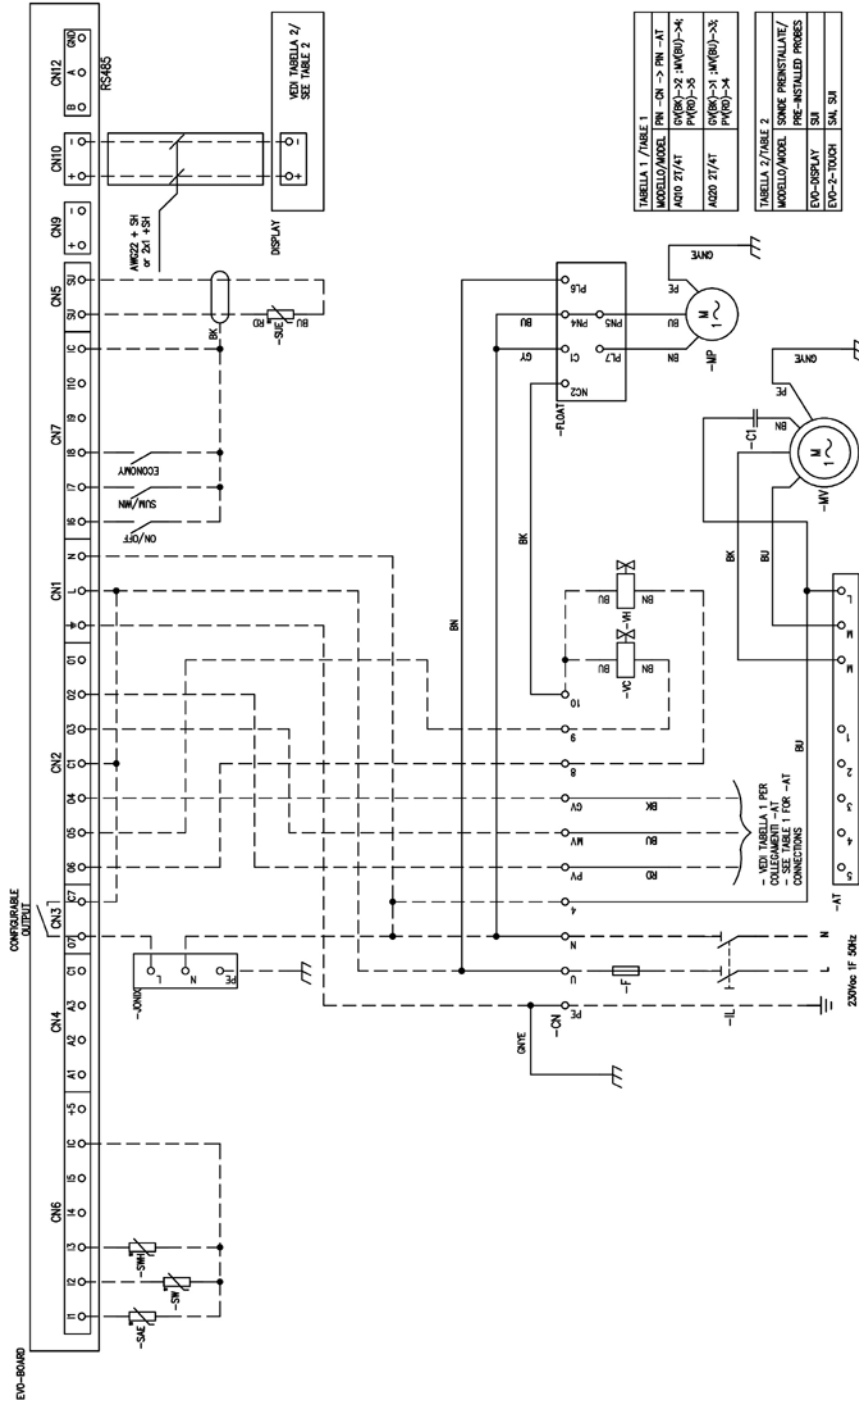 EVO-BOARD
CONFIGURABLE
OUTPUT
CN6
CN4
CN3
CN2
CN1
CN7
CN5
CN9
CN10
CN12
I1
I2
I3
I4
I5
IC
+5
A1
A2
A3
C1
O7
C7
O6
O5
O4
C1
O3
O2
O1
L
N
I6
I7
I8
I9
I10
IC
SU
SU
+
-
+
-
B
A
GND
RS485
-SAE
-SW
-SWH
L
N
PE
ON/OFF
SUM/WIN
ECONOMY
BK
RD
BU
-SUE
AWG22 + SH
or 2x1 +SH
DISPLAY
+
-
VEDI TABELLA 2/
SEE TABLE 2
GNYE
-CN
PE
U
N
4
PV
MV
GV
8
9
10
-VC
-VH
BU
BN
BU
BN
BN
BK
-FLOAT
NC2
C1
PN4
PL6
PL7
PN5
GY
BU
BN
BU
PE
GNYE
M
1
-MP
-F
-IL
L
N
230Vac 1F 50Hz
RD
BU
BK
- VEDI TABELLA 1 PER
COLLEGAMENTI -AT
- SEE TABLE 1 FOR -AT
CONNECTIONS
-AT
5
4
3
2
1
M
M
L
BU
BK
BU
-C1
BN
PE
GNYE
M
1
-MV
TABELLA 1 /TABLE 1
MODELLO/MODEL PIN -CN -> PIN -AT
AQ10 2T/4T GV(BK)->2 ;MV(BU)->4;
PV(RD)->5
AQ20 2T/4T GV(BK)->1 ;MV(BU)->3;
PV(RD)->4
TABELLA 2/TABLE 2
MODELLO/MODEL SONDE PREINSTALLATE/
PRE-INSTALLED PROBES
EVO-DISPLAY SUI
EVO-2-TOUCH SAI, SUI